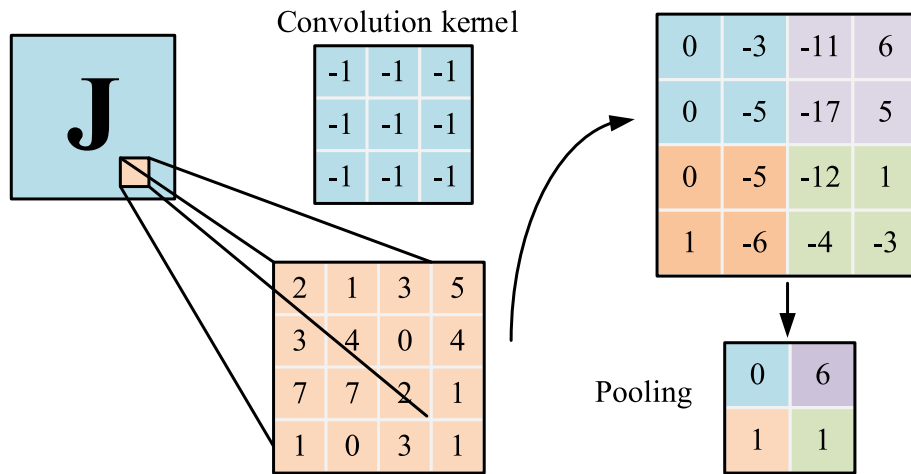 Convolution kernel
J
-1 -1 -1
-1 -1 -1
-1 -1 -1
0 -3 -11 6
0 -5 -17 5
0 -5 -12 1
1 -6 -4 -3
2 1 3 5
3 4 0 4
7 7 2 1
1 0 3 1
Pooling
0 6
1 1